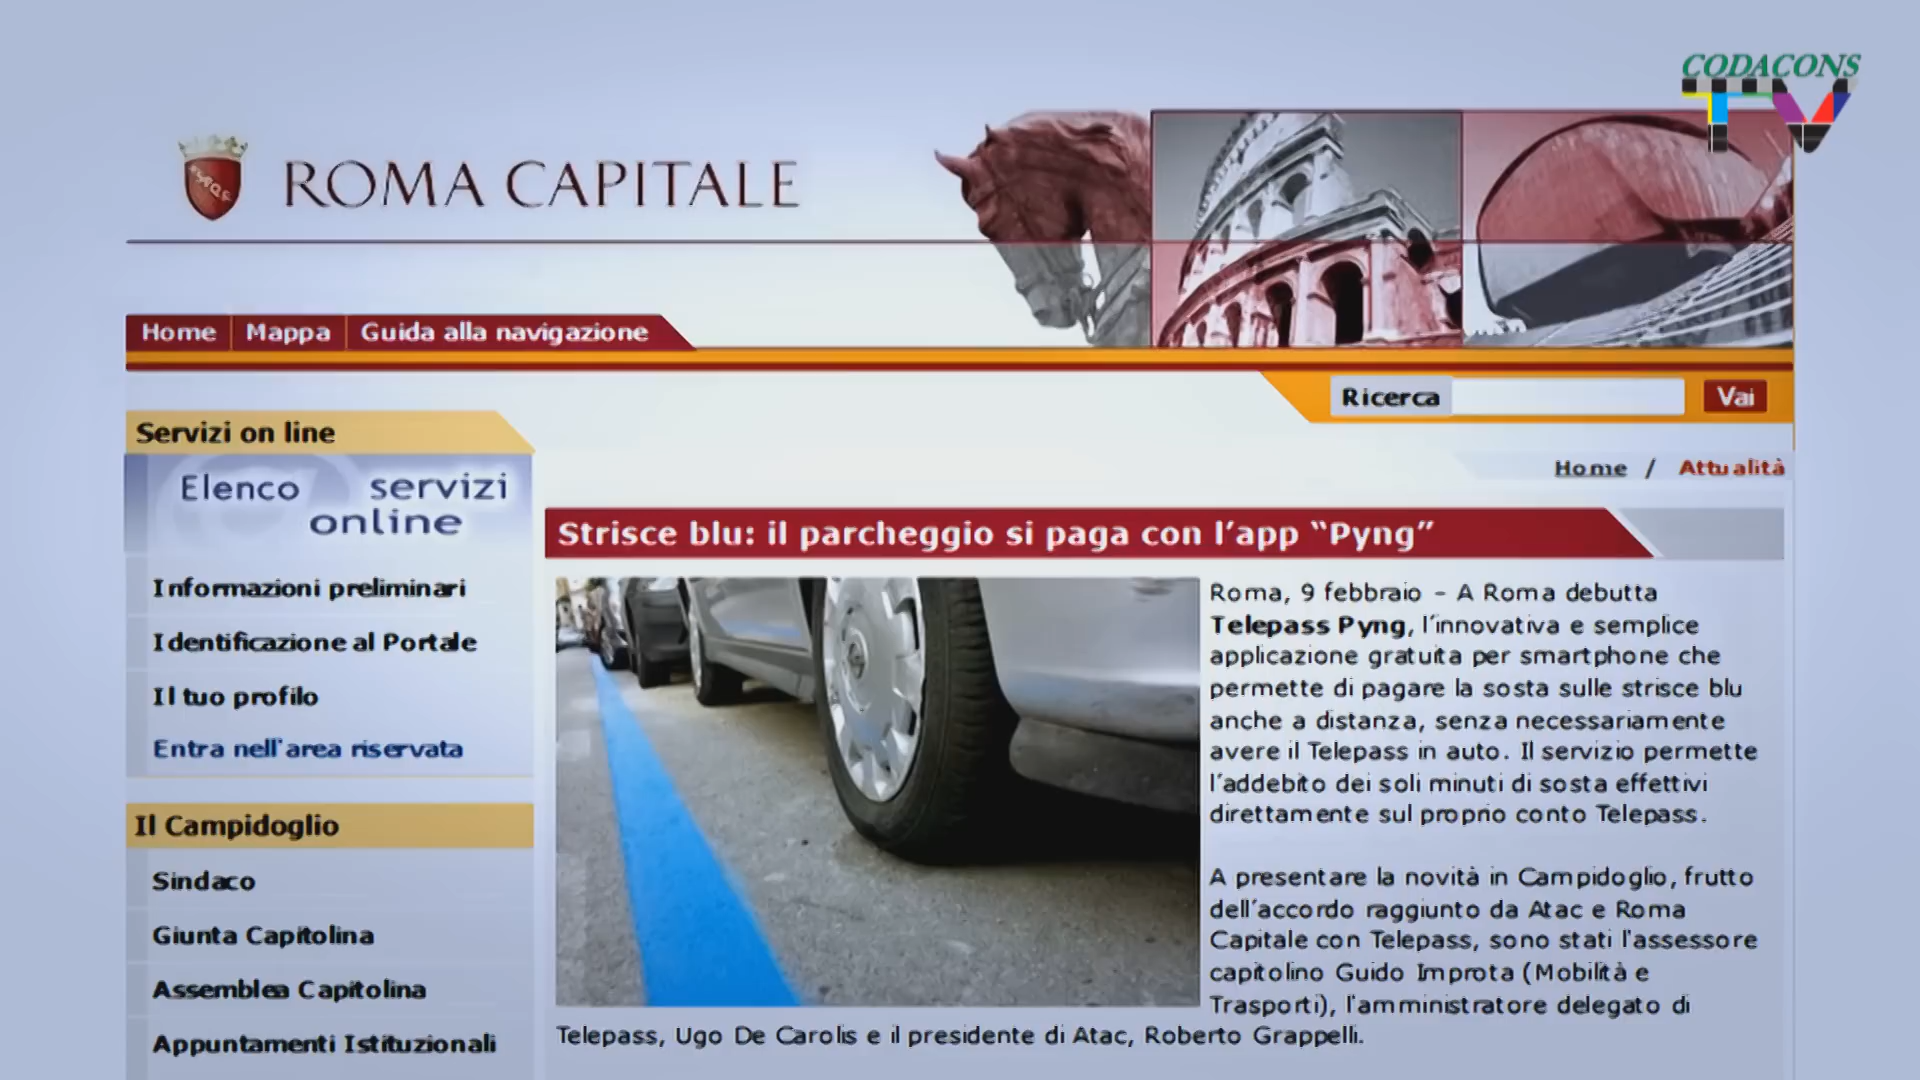 CODACONS
TV
ROMA CAPITALE
Home Mappa Guida alla navigazione
Ricerca Vai
Servizi on line
Home / Attualità
Elenco servizi
online
Strisce blu: il parcheggio si paga con l'app “Pyng”
Informazioni preliminari
Identificazione al Portale
Il tuo profilo
Entra nell'area riservata
Il Campidoglio
Sindaco
Giunta Capitolina
Assemblea Capitolina
Appuntamenti Istituzionali
Roma, 9 febbraio - A Roma debutta
Telepass Pyng, l'innovativa e semplice
applicazione gratuita per smartphone che
permette di pagare la sosta sulle strisce blu
anche a distanza, senza necessariamente
avere il Telepass in auto. Il servizio permette
l'addebito dei soli minuti di sosta effettivi
direttamente sul proprio conto Telepass.
A presentare la novità in Campidoglio, frutto
dell'accordo raggiunto da Atac e Roma
Capitale con Telepass, sono stati l'assessore
capitolino Guido Improta (Mobilità e
Trasporti), l'amministratore delegato di
Telepass, Ugo De Carolis e il presidente di Atac, Roberto Grappelli.